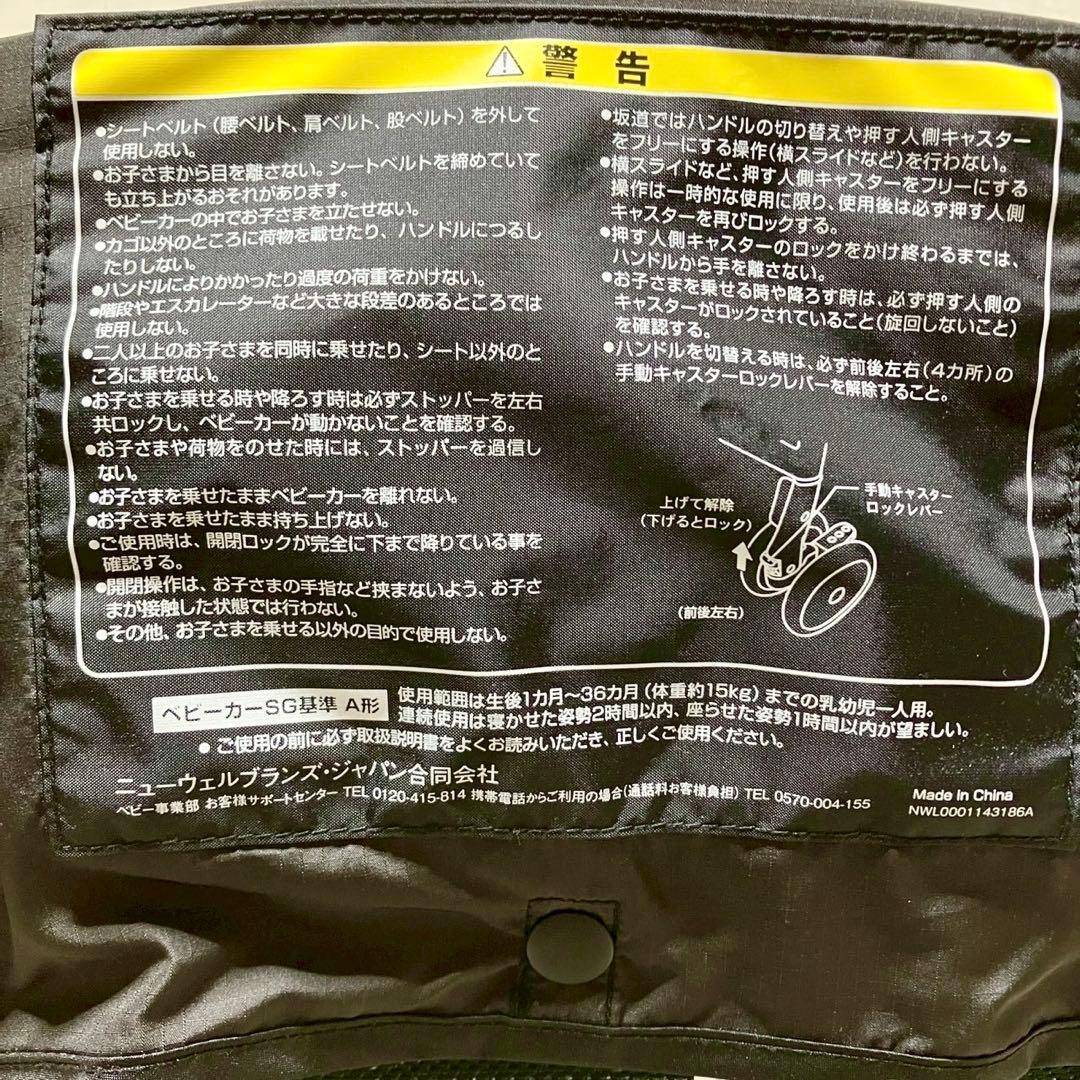 ⚠ 警告
●シートベルト（腰ベルト、肩ベルト、股ベルト）を外して
使用しない。
●お子さまから目を離さない。シートベルトを締めていて
も立ち上がるおそれがあります。
●ベビーカーの中でお子さまを立たせない。
●カゴ以外のところに荷物を載せたり、ハンドルにつるし
たりしない。
●ハンドルによりかかったり過度の荷重をかけない。
●階段やエスカレーターなど大きな段差のあるところでは
使用しない。
●二人以上のお子さまを同時に乗せたり、シート以外のと
ころに乗せない。
●お子さまを乗せる時や降ろす時は必ずストッパーを左右
共ロックし、ベビーカーが動かないことを確認する。
●お子さまや荷物をのせた時には、ストッパーを過信し
ない。
●お子さまを乗せたままベビーカーを離れない。
●お子さまを乗せたまま持ち上げない。
●ご使用時は、開閉ロックが完全に下まで降りている事を
確認する。
●開閉操作は、お子さまの手指など挟まないよう、お子さ
まが接触した状態では行わない。
●その他、お子さまを乗せる以外の目的で使用しない。
●坂道ではハンドルの切り替えや押す人側キャスター
をフリーにする操作（横スライドなど）を行わない。
●横スライドなど、押す人側キャスターをフリーにする
操作は一時的な使用に限り、使用後は必ず押す人側
キャスターを再びロックする。
●押す人側キャスターのロックをかけ終わるまでは、
ハンドルから手を離さない。
●お子さまを乗せる時や降ろす時は、必ず押す人側の
キャスターがロックされていること（旋回しないこと）
を確認する。
●ハンドルを切替える時は、必ず前後左右（4カ所）の
手動キャスターロックレバーを解除すること。
上げて解除
（下げるとロック）
手動キャスター
ロックレバー
（前後左右）
ベビーカーSG基準 A形
使用範囲は生後1カ月〜36カ月（体重約15kg）までの乳幼児一人用。
連続使用は寝かせた姿勢2時間以内、座らせた姿勢1時間以内が望ましい。
● ご使用の前に必ず取扱説明書をよくお読みいただき、正しくご使用ください。
ニューウェルブランズ・ジャパン合同会社
ベビー事業部 お客様サポートセンター TEL 0120-415-814 携帯電話からご利用の場合（通話料お客様負担）TEL 0570-004-155
Made in China
NWL0001143186A